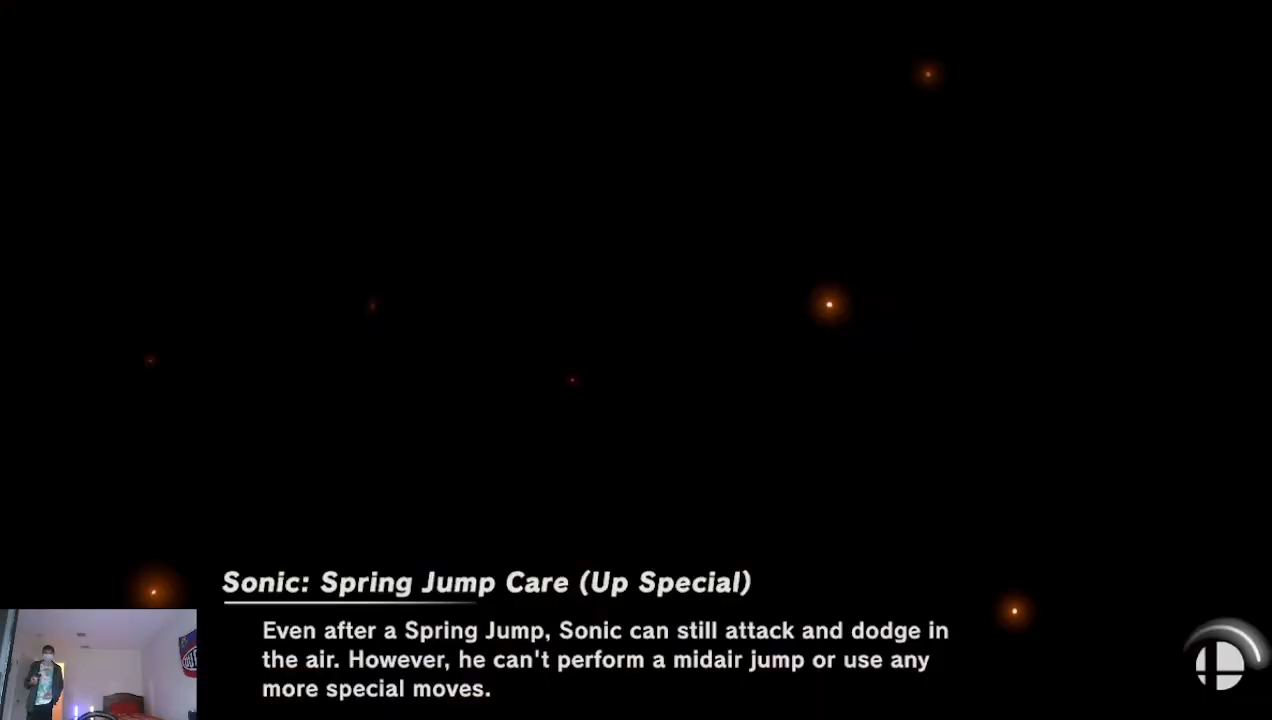 Sonic: Spring Jump Care (Up Special)
Even after a Spring Jump, Sonic can still attack and dodge in
the air. However, he can't perform a midair jump or use any
more special moves.